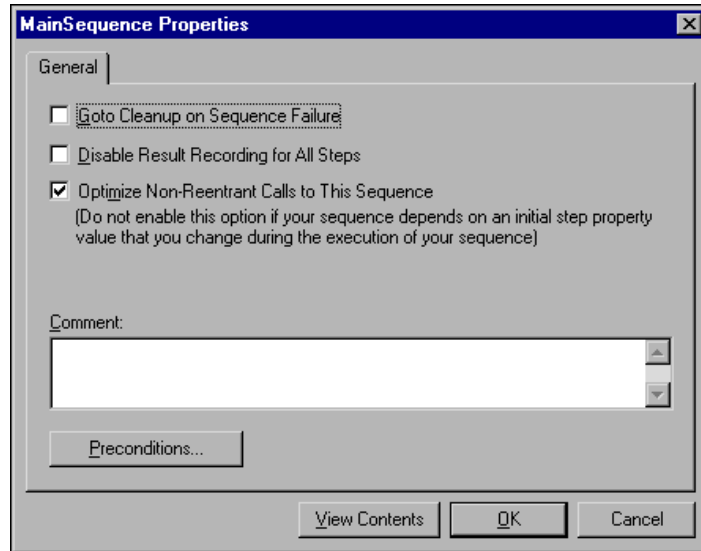 MainSequence Properties
General
Goto Cleanup on Sequence Failure
Disable Result Recording for All Steps
Optimize Non-Reentrant Calls to This Sequence
(Do not enable this option if your sequence depends on an initial step property
value that you change during the execution of your sequence)
Comment:
Preconditions...
View Contents
OK
Cancel